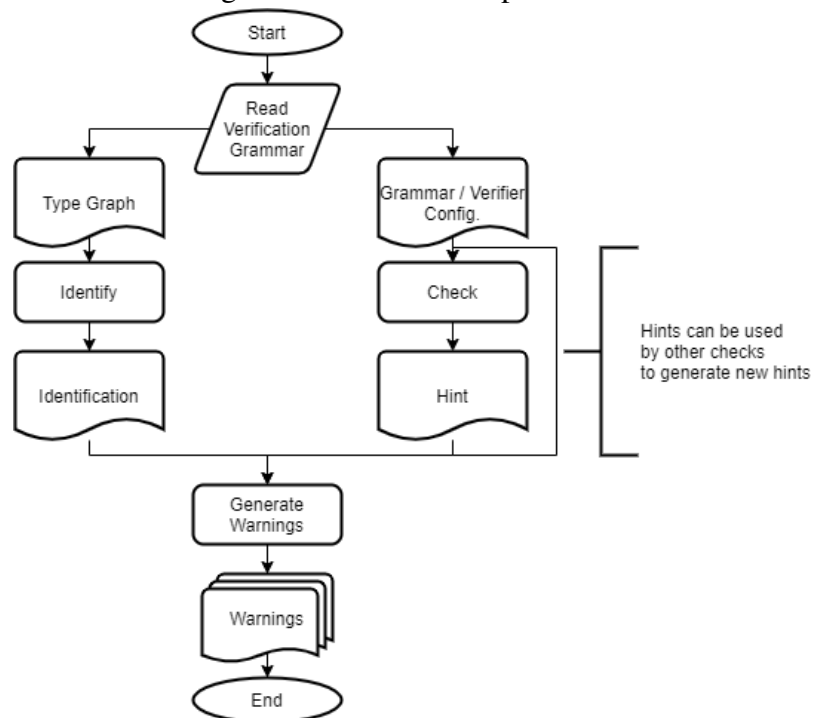 Start
Read
Verification
Grammar
Type Graph
Grammar / Verifier
Config.
Identify
Check
Identification
Hint
Hints can be used
by other checks
to generate new hints
Generate
Warnings
Warnings
End